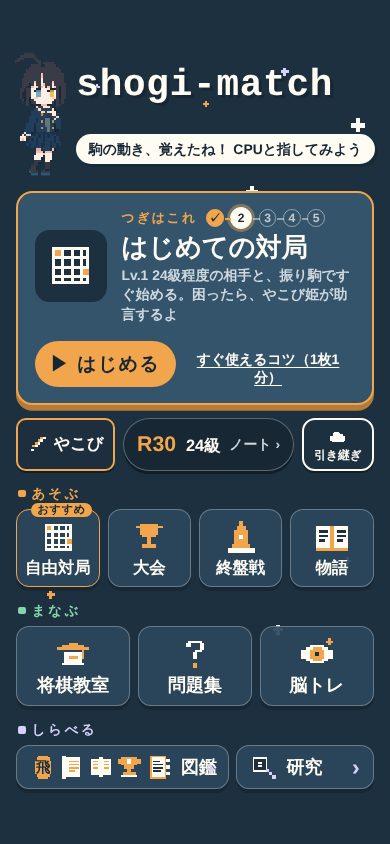 shogi-match
駒の動き、覚えたね！ CPUと指してみよう
つぎはこれ ✓ 2 3 4 5
はじめての対局
Lv.1 24級程度の相手と、振り駒です
ぐ始める。困ったら、やこび姫が助
言するよ
▶ はじめる
すぐ使えるコツ（1枚1
分）
やこび
R30 24級 ノート ›
引き継ぎ
あそぶ
おすすめ
自由対局 大会 終盤戦 物語
まなぶ
将棋教室 問題集 脳トレ
しらべる
飛 図鑑 研究 ›